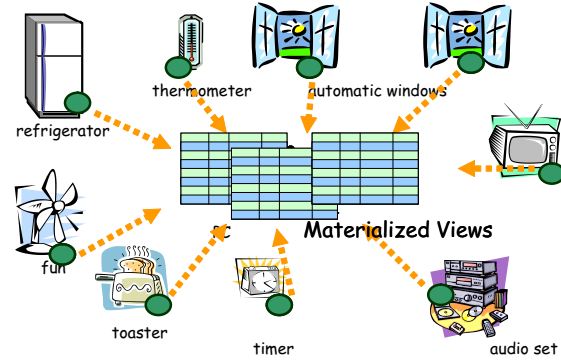 thermometer
automatic windows
refrigerator
Materialized Views
fun
toaster
timer
audio set